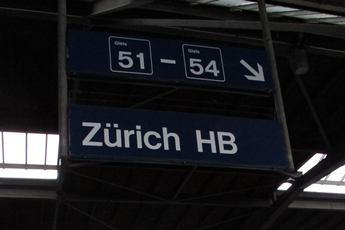 Gleis Gleis
51 – 54
Zürich HB